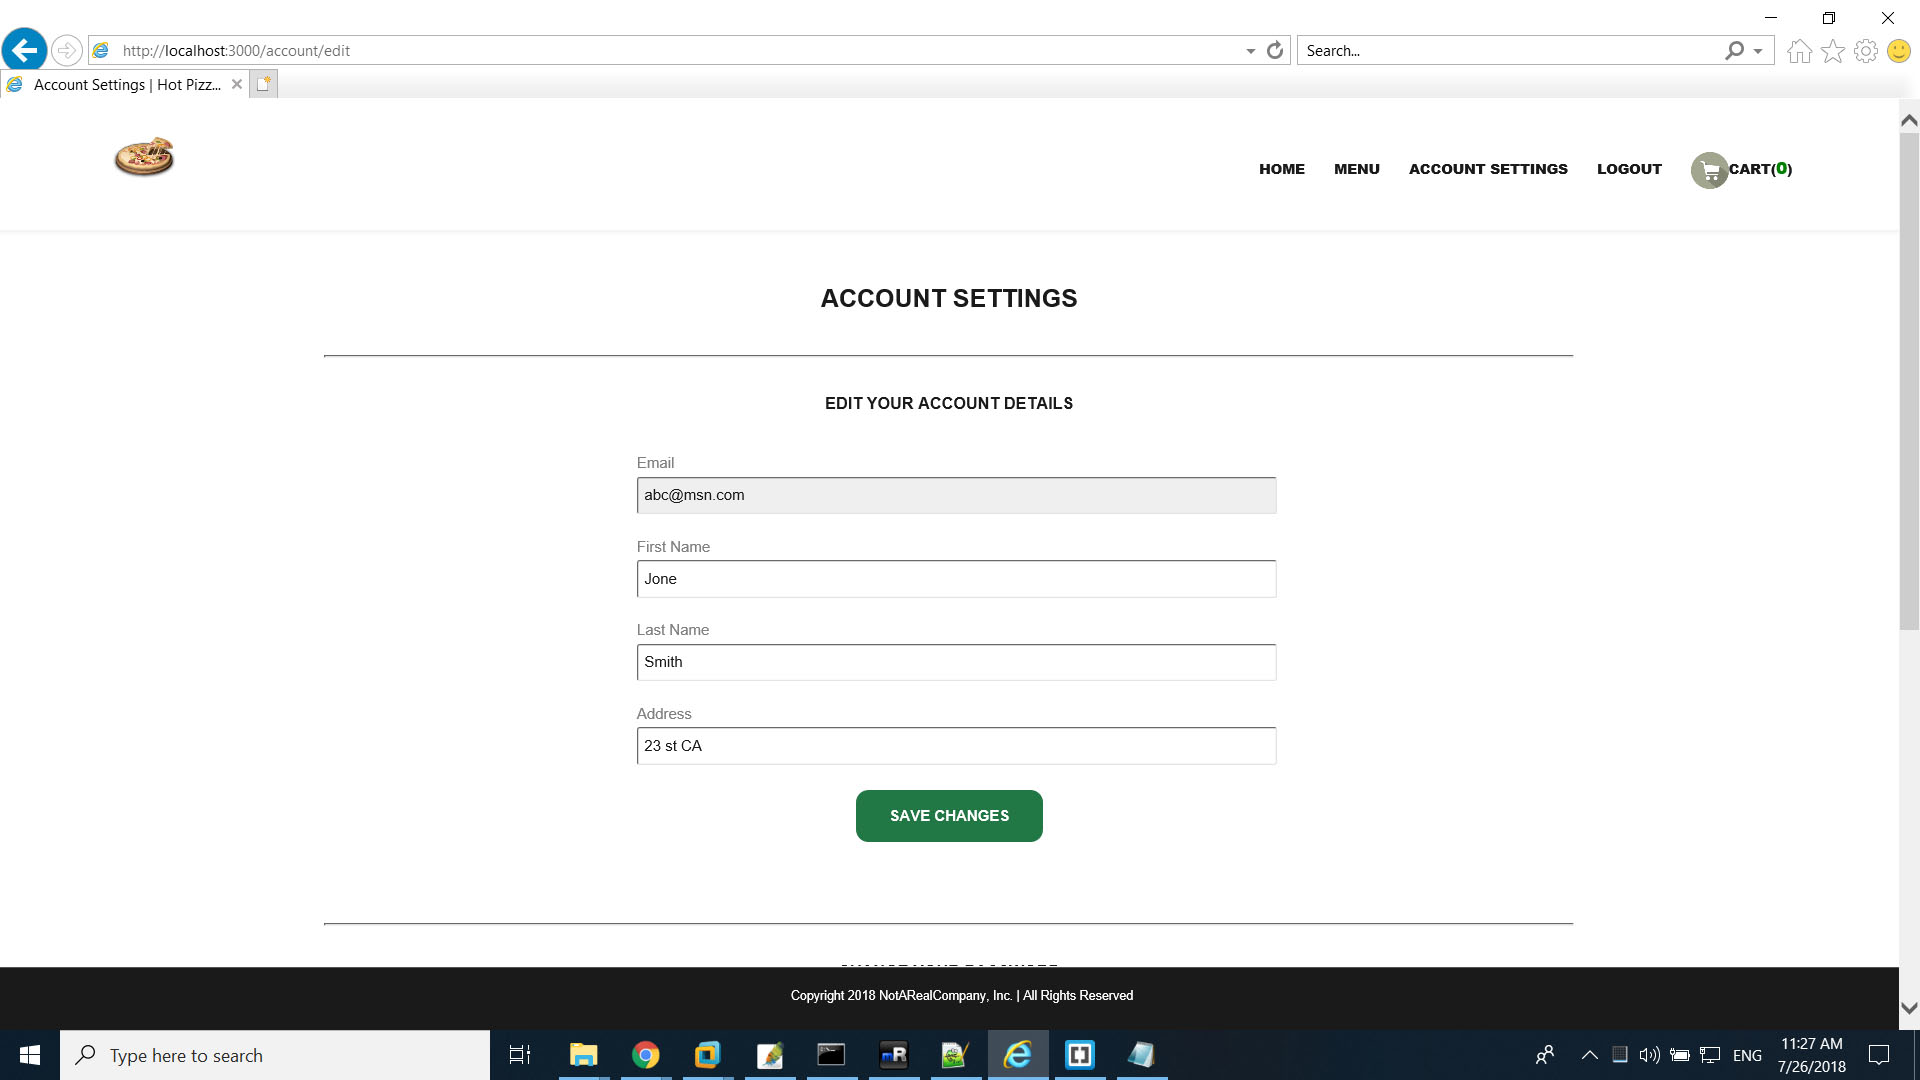 http://localhost:3000/account/edit
Search...
Account Settings | Hot Pizz...
HOME MENU ACCOUNT SETTINGS LOGOUT CART(0)
ACCOUNT SETTINGS
EDIT YOUR ACCOUNT DETAILS
Email
abc@msn.com
First Name
Jone
Last Name
Smith
Address
23 st CA
SAVE CHANGES
Copyright 2018 NotARealCompany, Inc. | All Rights Reserved
Type here to search
mR
ENG
11:27 AM
7/26/2018